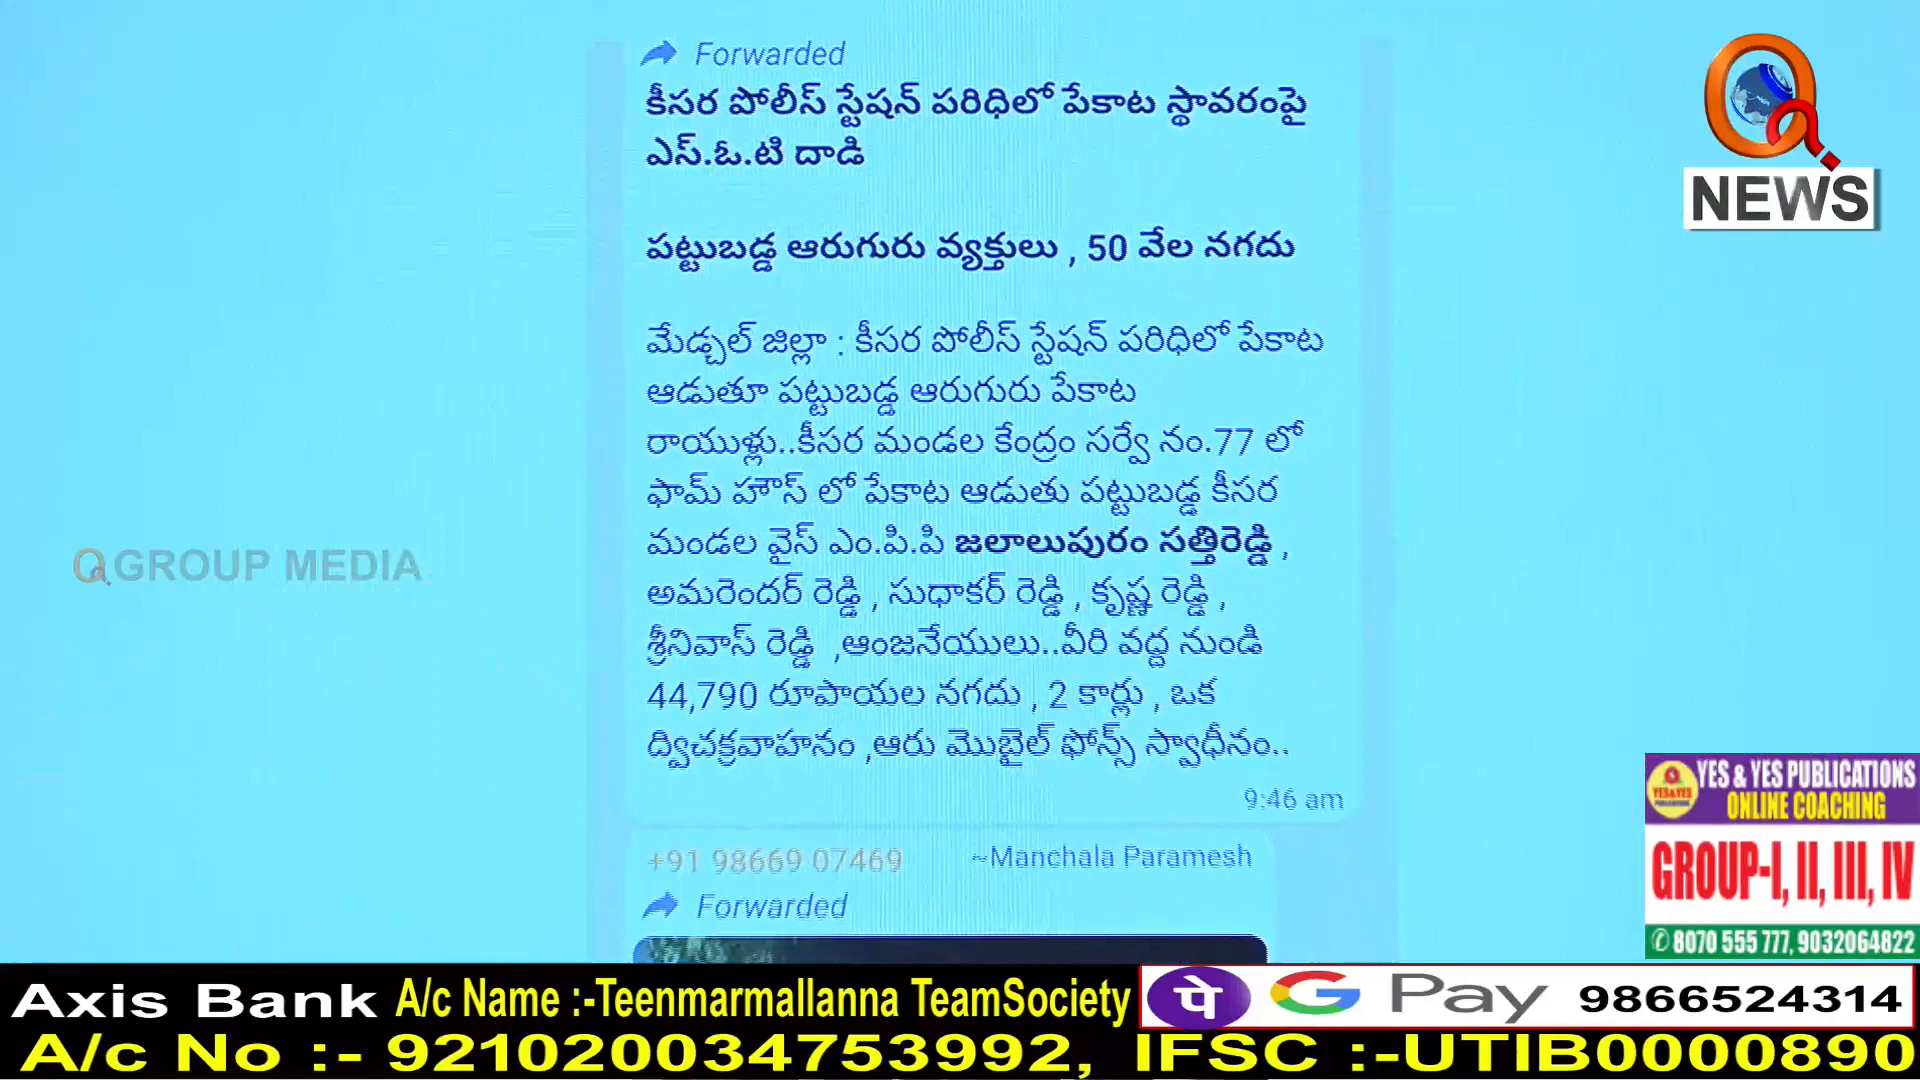 Forwarded
కీసర పోలీస్ స్టేషన్ పరిధిలో పేకాట స్థావరంపై
ఎస్.ఓ.టి దాడి
పట్టుబడ్డ ఆరుగురు వ్యక్తులు , 50 వేల నగదు
మేడ్చల్ జిల్లా : కీసర పోలీస్ స్టేషన్ పరిధిలో పేకాట
ఆడుతూ పట్టుబడ్డ ఆరుగురు పేకాట
రాయుళ్లు..కీసర మండల కేంద్రం సర్వే నం.77 లో
ఫామ్ హౌస్ లో పేకాట ఆడుతు పట్టుబడ్డ కీసర
మండల వైస్ ఎం.పి.పి జలాలుపురం సత్తిరెడ్డి ,
అమరెందర్ రెడ్డి , సుధాకర్ రెడ్డి , కృష్ణ రెడ్డి ,
శ్రీనివాస్ రెడ్డి ,ఆంజనేయులు..వీరి వద్ద నుండి
44,790 రూపాయల నగదు , 2 కార్లు , ఒక
ద్విచక్రవాహనం ,ఆరు మొబైల్ ఫోన్స్ స్వాధీనం..
9:46 am
+91 98669 07469 ~Manchala Paramesh
Forwarded
Q NEWS
Q GROUP MEDIA
YES & YES PUBLICATIONS
ONLINE COACHING
GROUP-I, II, III, IV
8070 555 777, 9032064822
Axis Bank A/c Name :-Teenmarmallanna TeamSociety पे G Pay 9866524314
A/c No :- 921020034753992, IFSC :-UTIB0000890